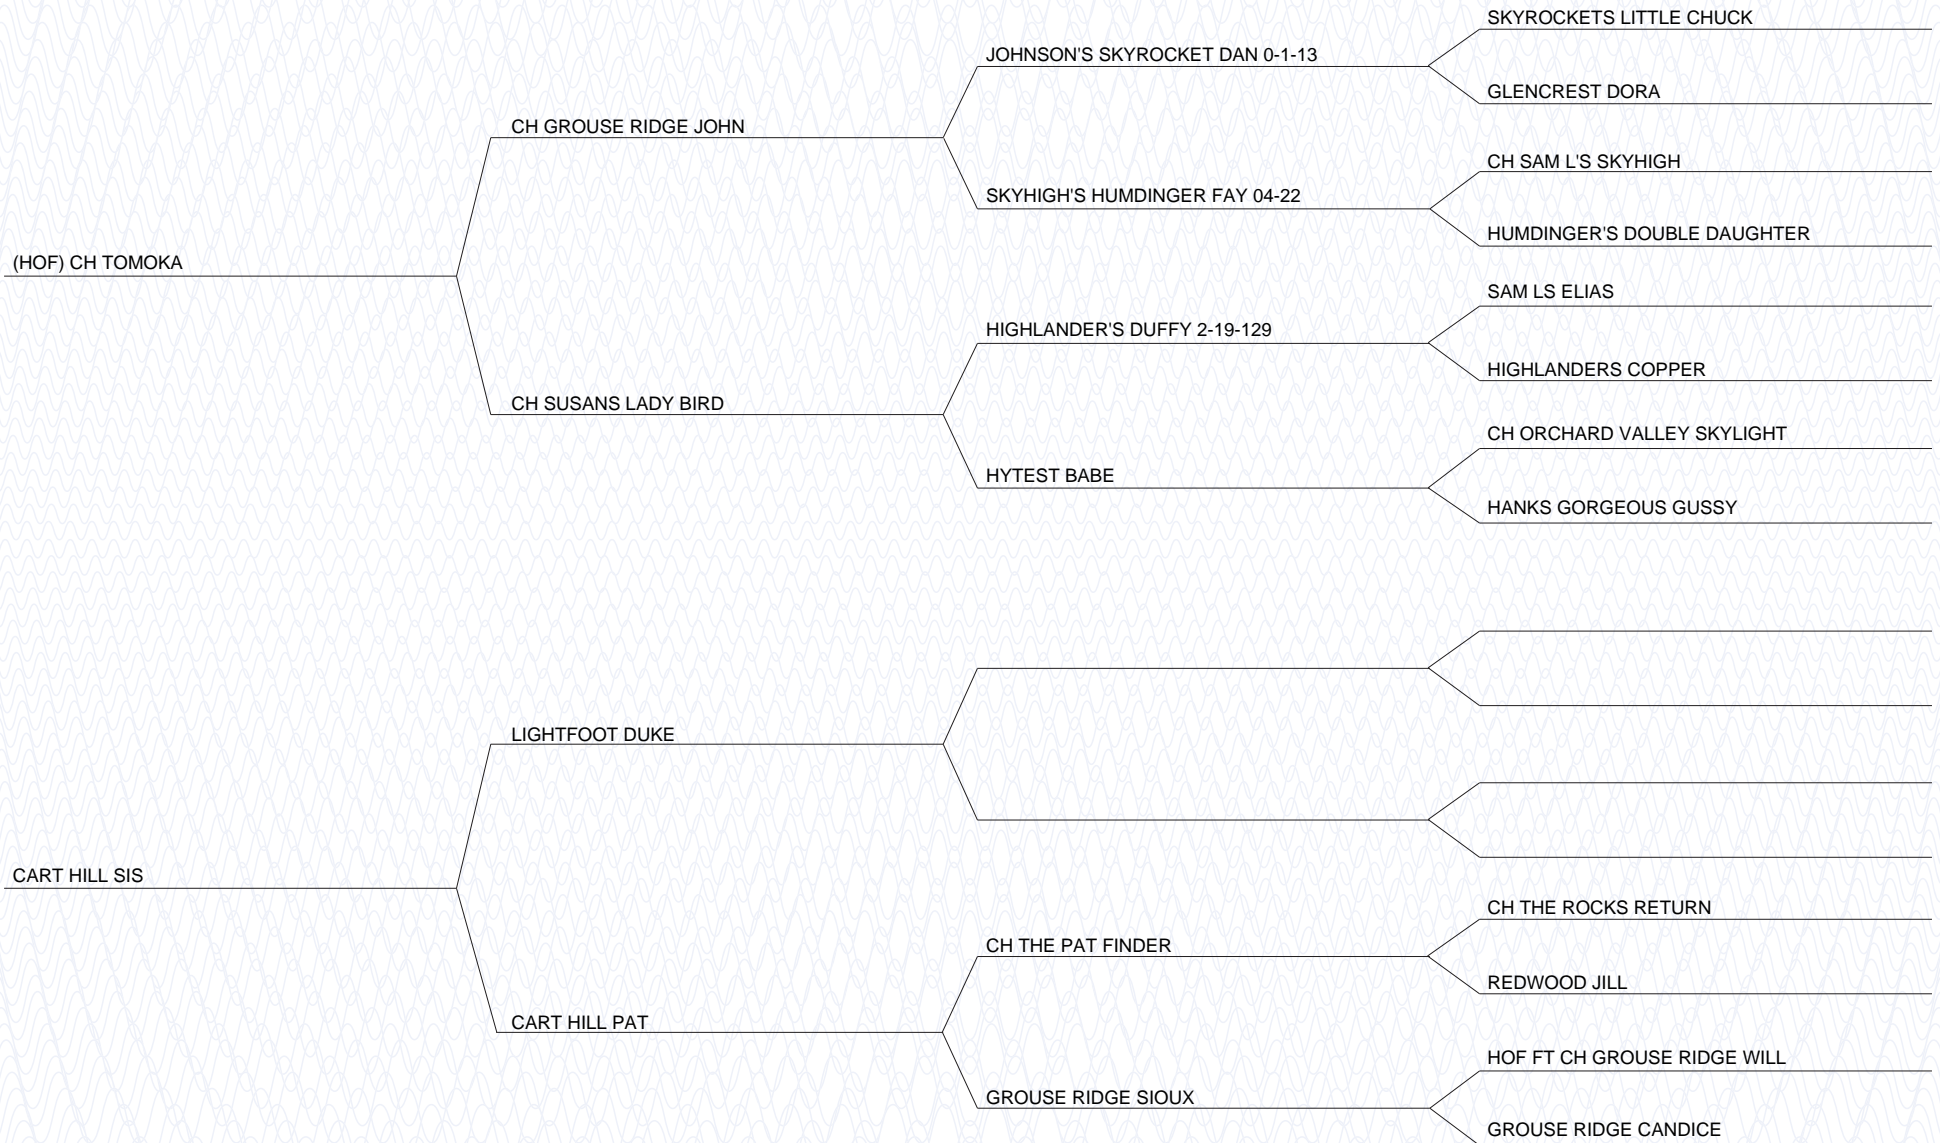 SKYROCKETS LITTLE CHUCK
JOHNSON'S SKYROCKET DAN 0-1-13
GLENCREST DORA
CH GROUSE RIDGE JOHN
CH SAM L'S SKYHIGH
SKYHIGH'S HUMDINGER FAY 04-22
HUMDINGER'S DOUBLE DAUGHTER
(HOF) CH TOMOKA
SAM LS ELIAS
HIGHLANDER'S DUFFY 2-19-129
HIGHLANDERS COPPER
CH SUSANS LADY BIRD
CH ORCHARD VALLEY SKYLIGHT
HYTEST BABE
HANKS GORGEOUS GUSSY
LIGHTFOOT DUKE
CART HILL SIS
CH THE ROCKS RETURN
CH THE PAT FINDER
REDWOOD JILL
CART HILL PAT
HOF FT CH GROUSE RIDGE WILL
GROUSE RIDGE SIOUX
GROUSE RIDGE CANDICE